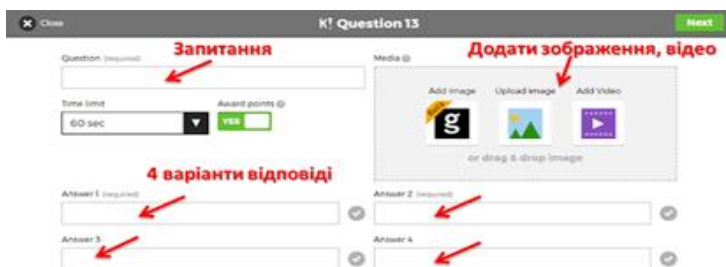 Close
K! Question 13
Next
Запитання
Додати зображення, відео
Question (required)
Media
Add image
Upload image
Add Video
Time limit
Award points
60 sec
YES
or drag & drop image
4 варіанти відповіді
Answer 1 (required)
Answer 2 (required)
Answer 3
Answer 4